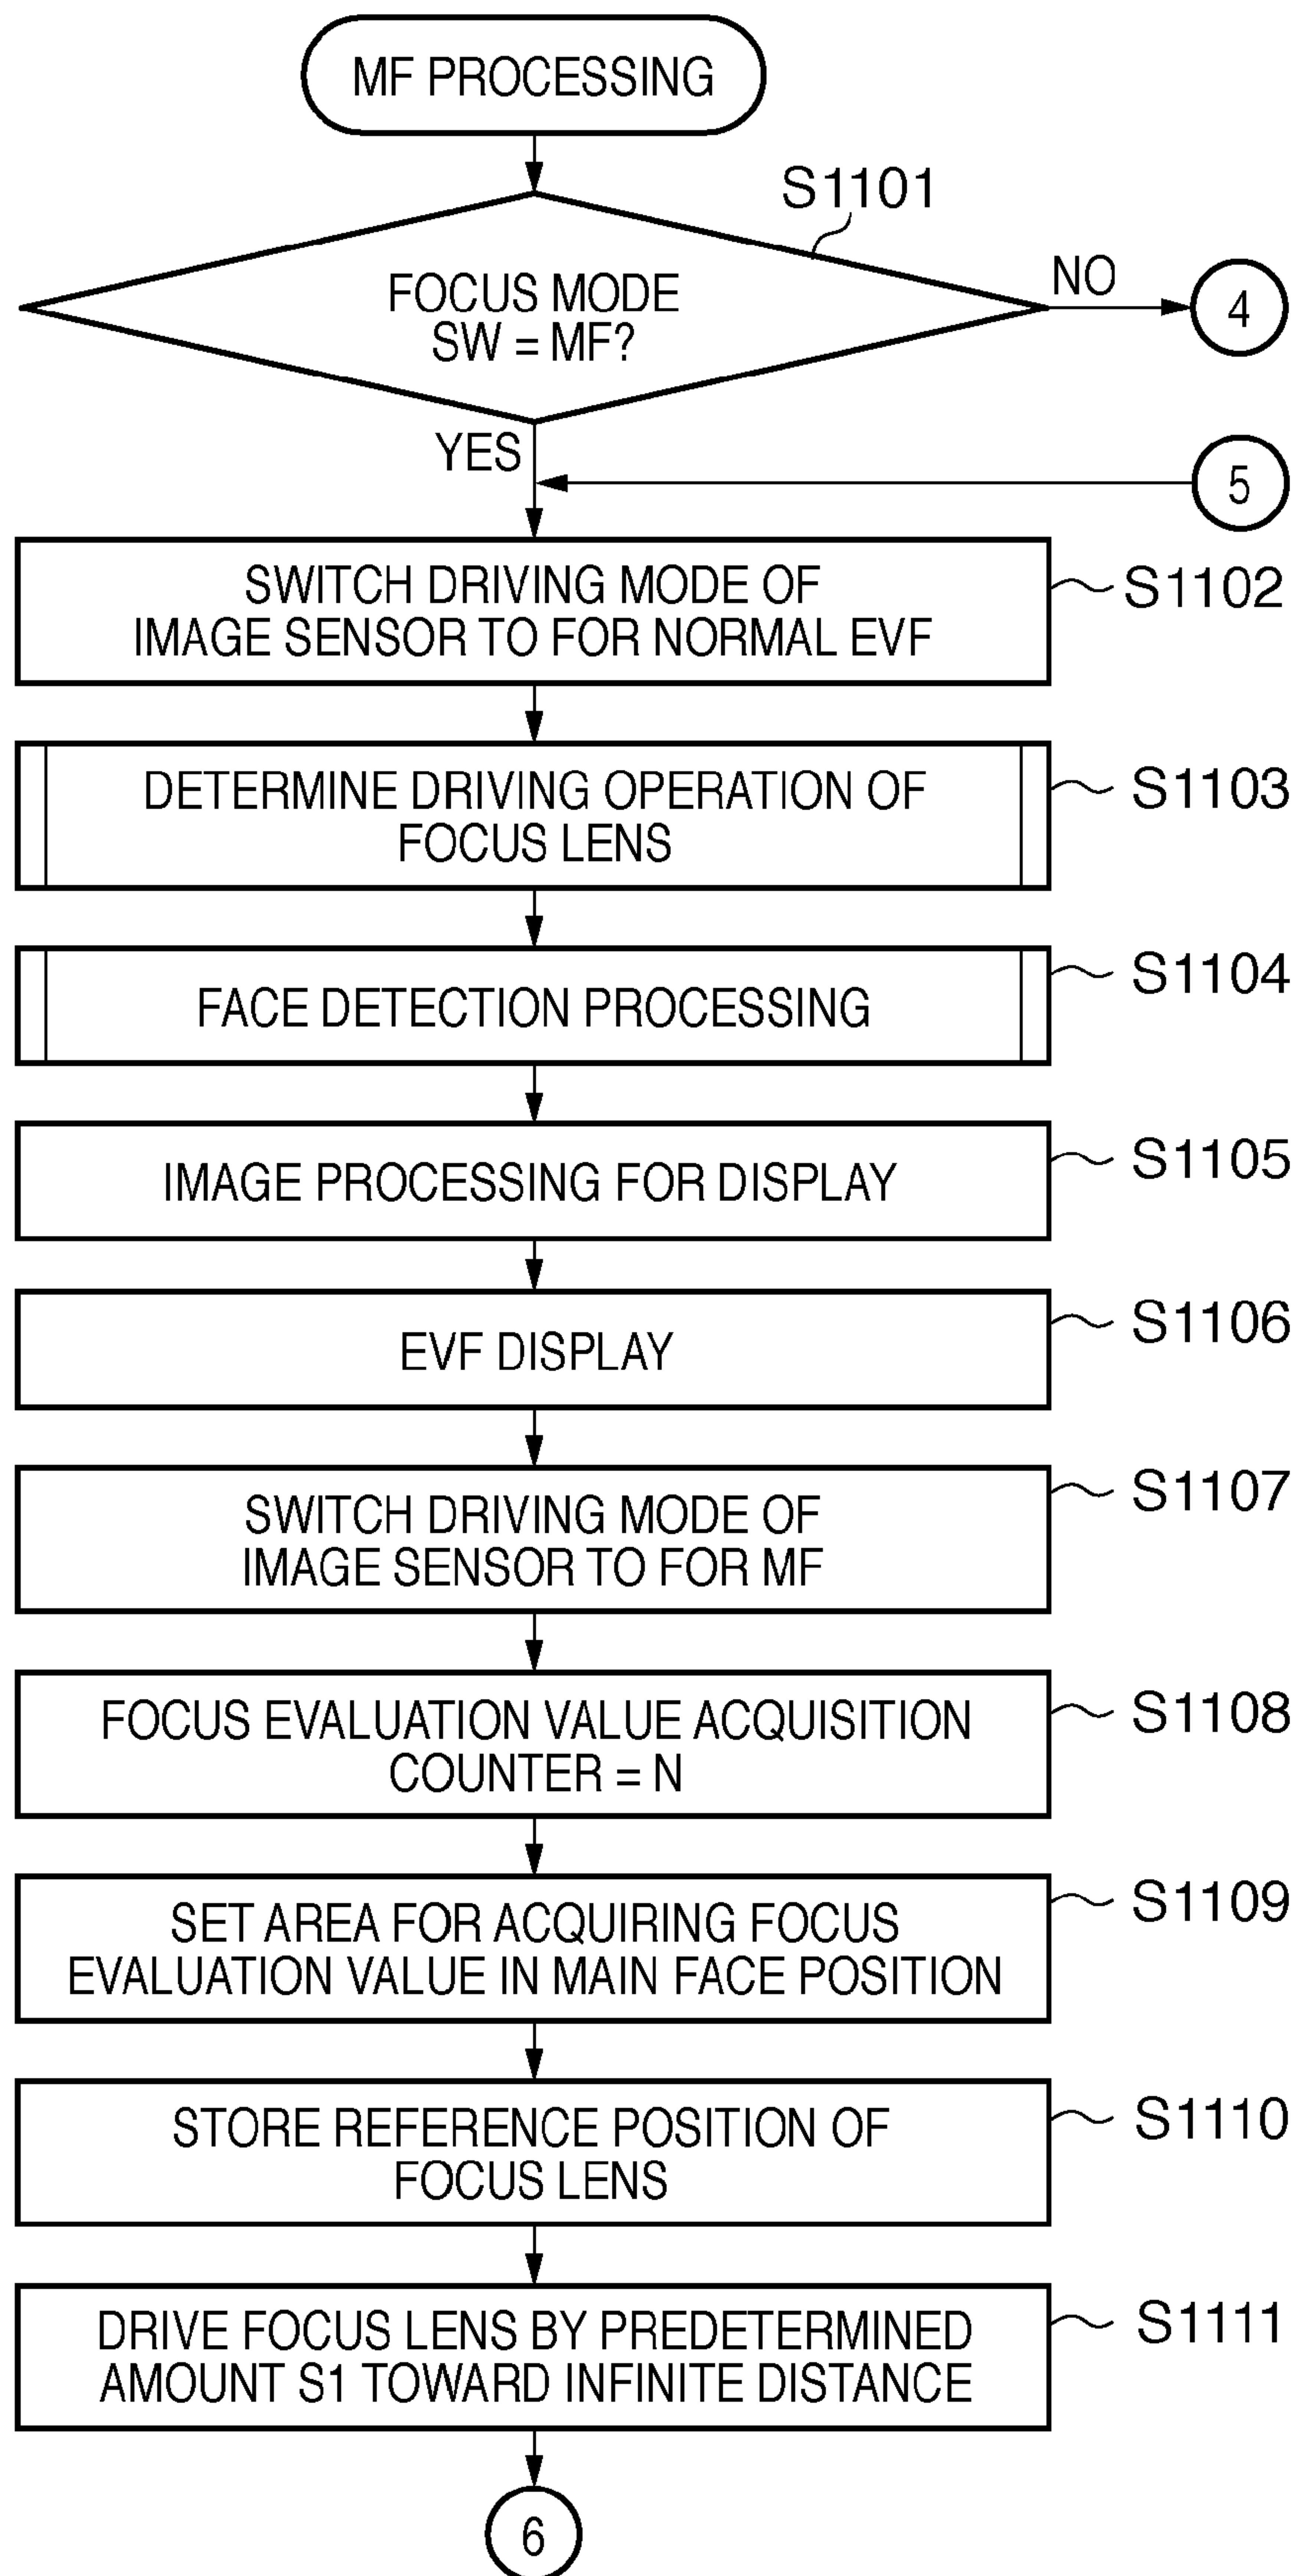 MF PROCESSING
S1101
FOCUS MODE
SW = MF?
NO
4
YES
5
SWITCH DRIVING MODE OF
IMAGE SENSOR TO FOR NORMAL EVF
S1102
DETERMINE DRIVING OPERATION OF
FOCUS LENS
S1103
FACE DETECTION PROCESSING
S1104
IMAGE PROCESSING FOR DISPLAY
S1105
EVF DISPLAY
S1106
SWITCH DRIVING MODE OF
IMAGE SENSOR TO FOR MF
S1107
FOCUS EVALUATION VALUE ACQUISITION
COUNTER = N
S1108
SET AREA FOR ACQUIRING FOCUS
EVALUATION VALUE IN MAIN FACE POSITION
S1109
STORE REFERENCE POSITION OF
FOCUS LENS
S1110
DRIVE FOCUS LENS BY PREDETERMINED
AMOUNT S1 TOWARD INFINITE DISTANCE
S1111
6